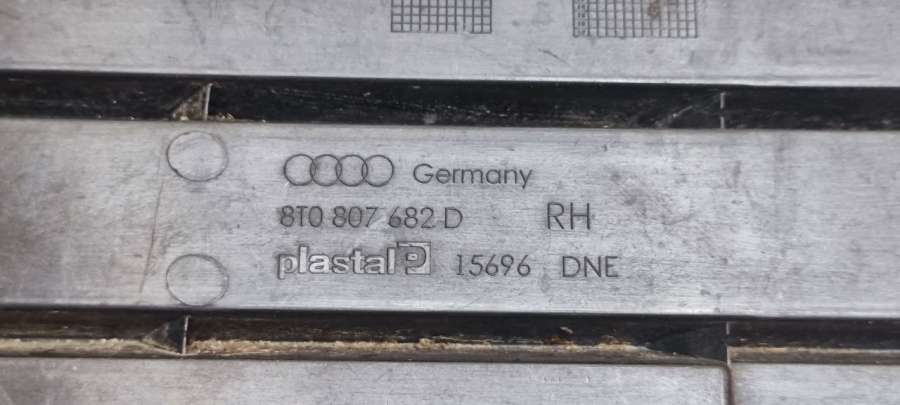 Germany
8T0 807 682 D RH
plastal 15696 DNE